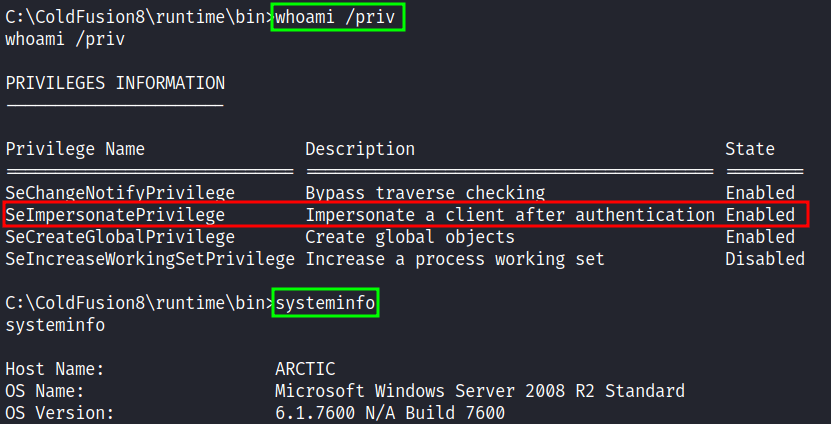 C:\ColdFusion8\runtime\bin>whoami /priv
whoami /priv
PRIVILEGES INFORMATION
----------------------
Privilege Name Description State
============================= ========================================= ========
SeChangeNotifyPrivilege Bypass traverse checking Enabled
SeImpersonatePrivilege Impersonate a client after authentication Enabled
SeCreateGlobalPrivilege Create global objects Enabled
SeIncreaseWorkingSetPrivilege Increase a process working set Disabled
C:\ColdFusion8\runtime\bin>systeminfo
systeminfo
Host Name: ARCTIC
OS Name: Microsoft Windows Server 2008 R2 Standard
OS Version: 6.1.7600 N/A Build 7600